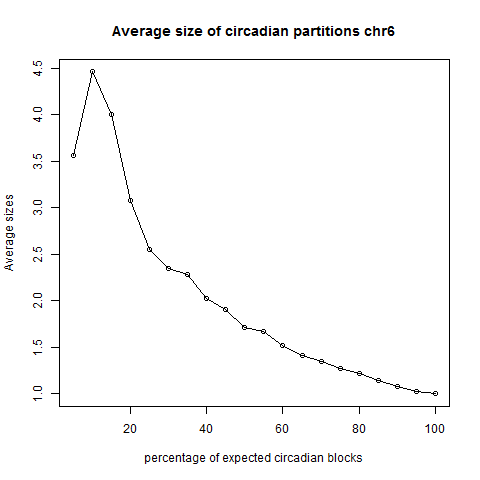 Average size of circadian partitions chr6
Average sizes
4.5
4.0
3.5
3.0
2.5
2.0
1.5
1.0
20 40 60 80 100
percentage of expected circadian blocks